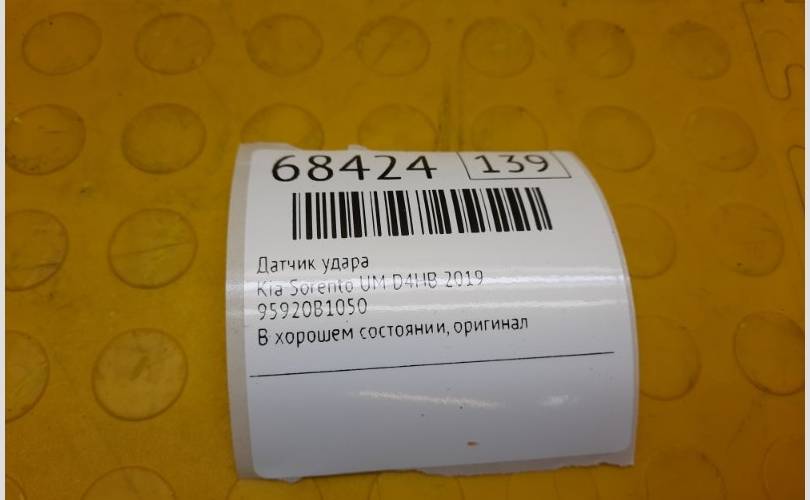 68424 139
Датчик удара
Kia Sorento UM D4HB 2019
95920B1050
В хорошем состоянии, оригинал